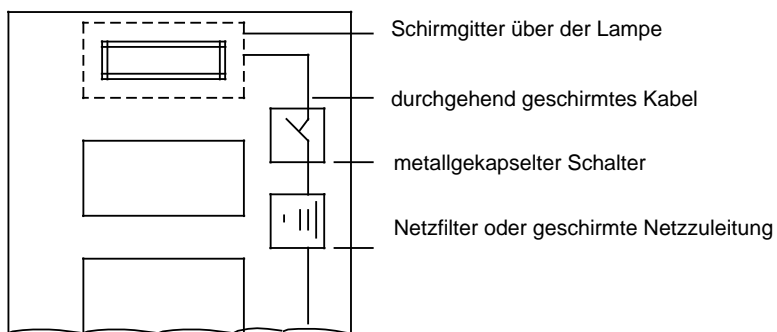 Schirmgitter über der Lampe
durchgehend geschirmtes Kabel
metallgekapselter Schalter
Netzfilter oder geschirmte Netzzuleitung